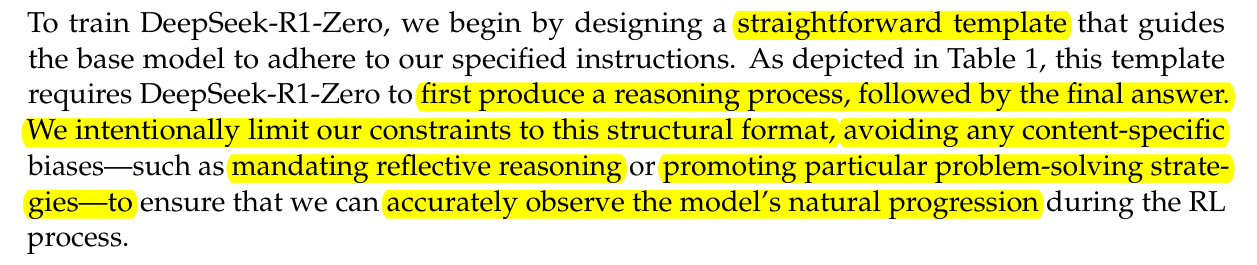 To train DeepSeek-R1-Zero, we begin by designing a straightforward template that guides
the base model to adhere to our specified instructions. As depicted in Table 1, this template
requires DeepSeek-R1-Zero to first produce a reasoning process, followed by the final answer.
We intentionally limit our constraints to this structural format, avoiding any content-specific
biases—such as mandating reflective reasoning or promoting particular problem-solving strate-
gies—to ensure that we can accurately observe the model's natural progression during the RL
process.